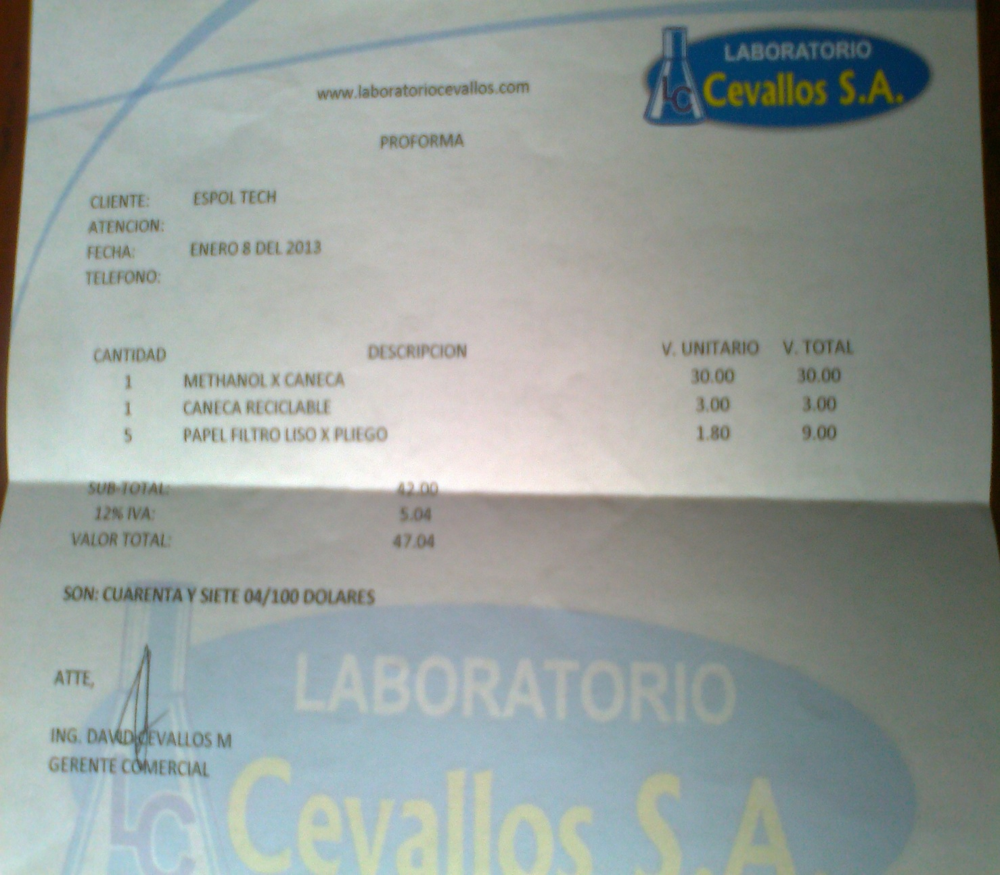 LABORATORIO
Cevallos S.A.
LC
www.laboratoriocevallos.com
PROFORMA
CLIENTE: ESPOL TECH
ATENCION:
FECHA: ENERO 8 DEL 2013
TELEFONO:
CANTIDAD DESCRIPCION V. UNITARIO V. TOTAL
1 METHANOL X CANECA 30.00 30.00
1 CANECA RECICLABLE 3.00 3.00
5 PAPEL FILTRO LISO X PLIEGO 1.80 9.00
SUB-TOTAL: 42.00
12% IVA: 5.04
VALOR TOTAL: 47.04
SON: CUARENTA Y SIETE 04/100 DOLARES
ATTE,
ING. DAVID CEVALLOS M
GERENTE COMERCIAL
LABORATORIO
Cevallos S.A.
LC